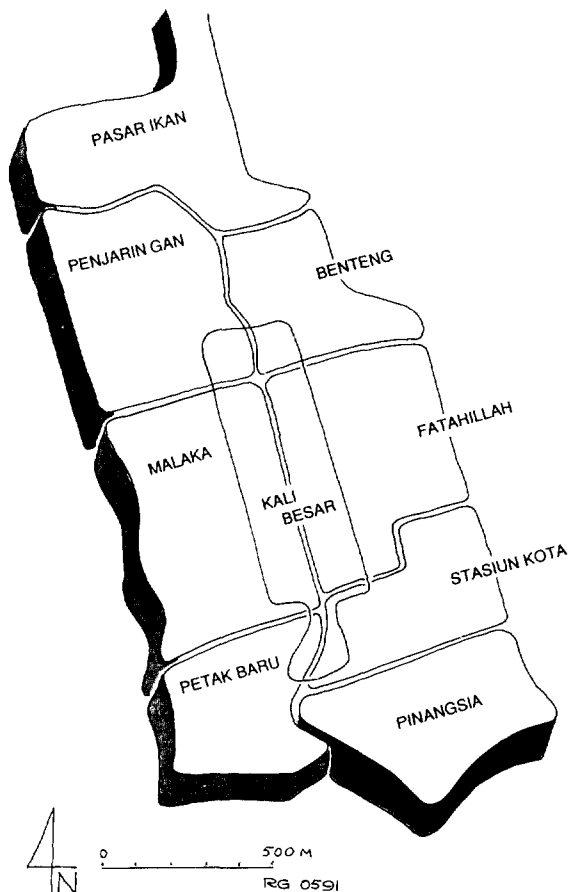 PASAR IKAN
PENJARIN GAN
BENTENG
FATAHILLAH
MALAKA
KALI
BESAR
STASIUN KOTA
PETAK BARU
PINANGSIA
N
0 500 M
RG 0591